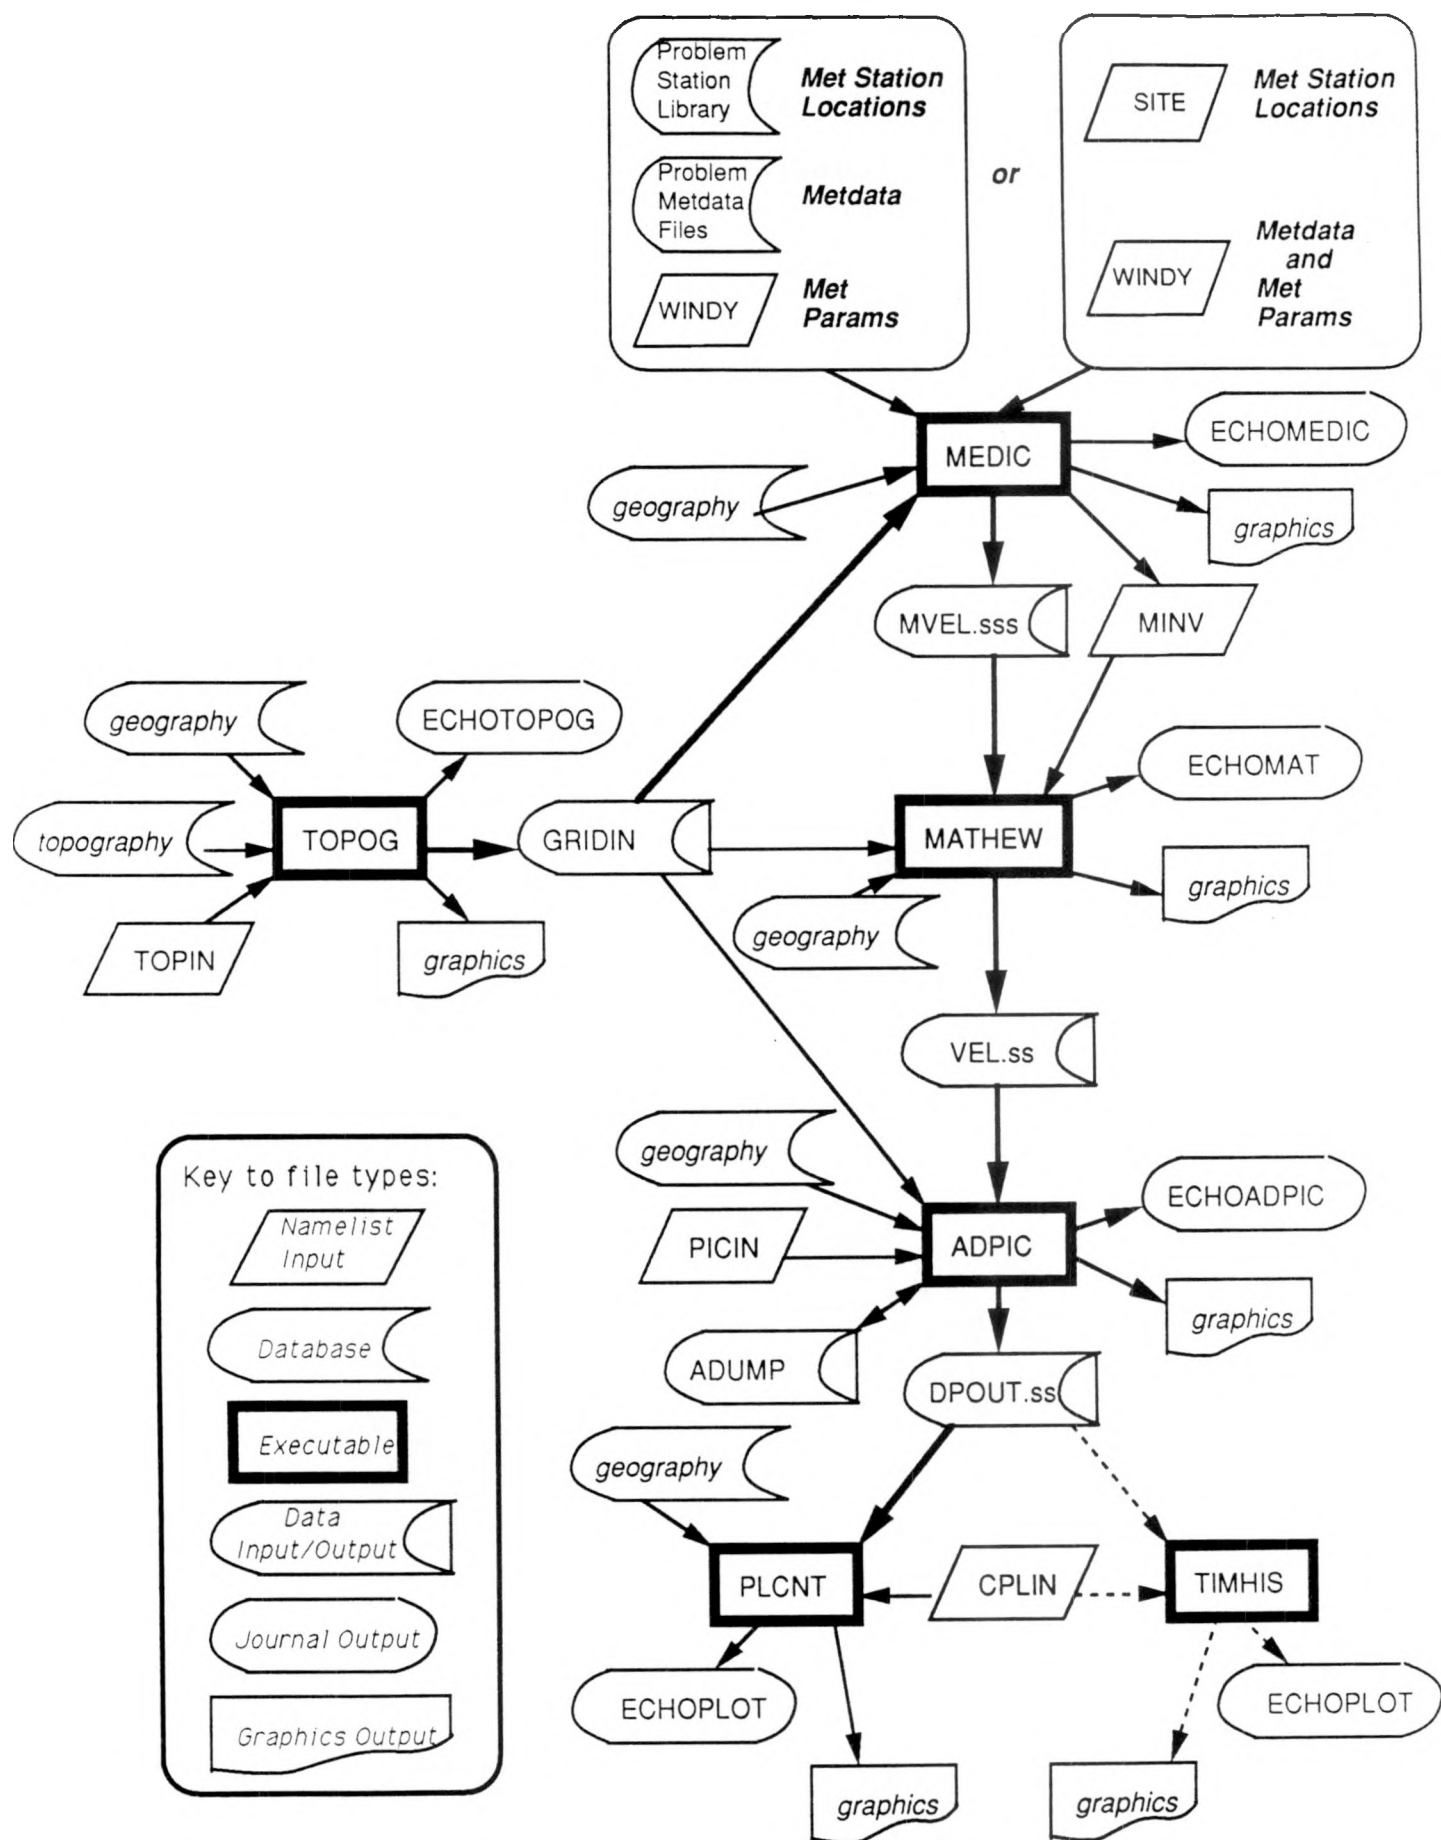 Problem
Station
Library
Met Station
Locations
Problem
Metdata
Files
Metdata
WINDY
Met
Params
or
SITE
Met Station
Locations
WINDY
Metdata
and
Met
Params
MEDIC
ECHOMEDIC
geography
graphics
MVEL.sss
MINV
geography
ECHOTOPOG
topography
TOPOG
GRIDIN
TOPIN
graphics
MATHEW
ECHOMAT
geography
graphics
VEL.ss
geography
PICIN
ADPIC
ECHOADPIC
graphics
ADUMP
DPOUT.ss
geography
PLCNT
CPLIN
TIMHIS
ECHOPLOT
graphics
graphics
ECHOPLOT
Key to file types:
Namelist
Input
Database
Executable
Data
Input/Output
Journal Output
Graphics Output